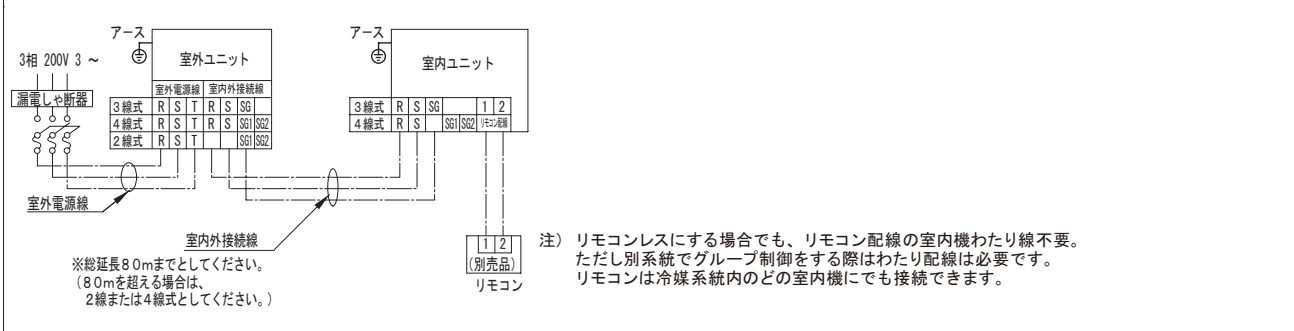 アース
3相 200V 3 ~
漏電しゃ断器
室外ユニット
室外電源線 室内外接続線
3線式 R S T R S SG
4線式 R S T R S SG1 SG2
2線式 R S T SG1 SG2
室外電源線
室内外接続線
※総延長80mまでとしてください。
(80mを超える場合は、
2線または4線式としてください。)
アース
室内ユニット
3線式 R S SG 1 2
4線式 R S SG1 SG2 リモコン配線
1 2
(別売品)
リモコン
注) リモコンレスにする場合でも、リモコン配線の室内機わたり線不要。
ただし別系統でグループ制御をする際はわたり配線は必要です。
リモコンは冷媒系統内のどの室内機にでも接続できます。